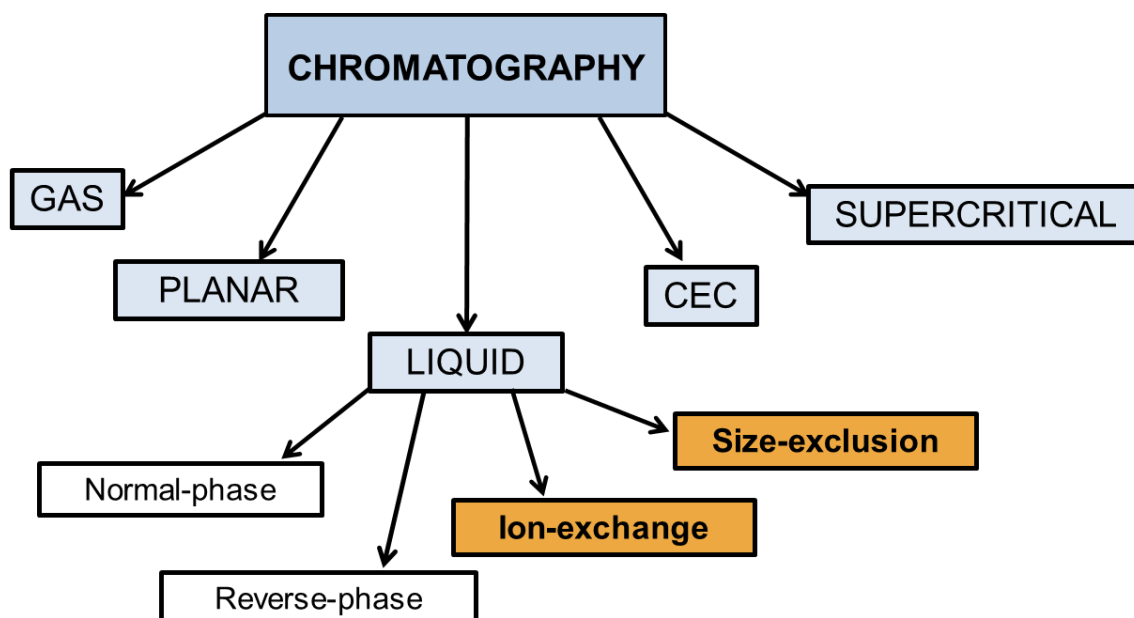 CHROMATOGRAPHY
GAS
SUPERCRITICAL
PLANAR
CEC
LIQUID
Size-exclusion
Normal-phase
Ion-exchange
Reverse-phase